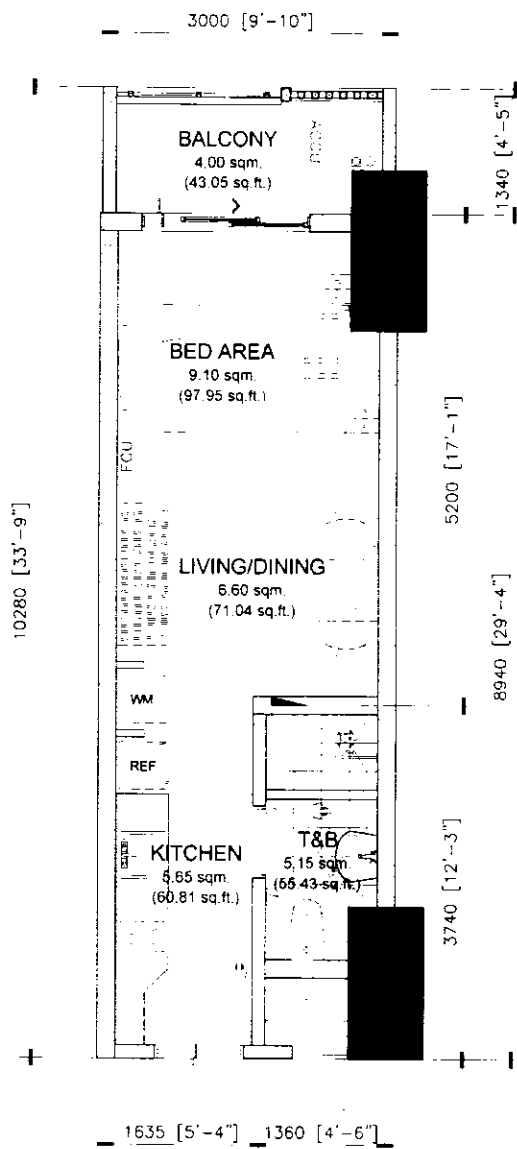 3000 [9'-10"]
BALCONY
4.00 sqm.
(43.05 sq.ft.)
1340 [4'-5"]
BED AREA
9.10 sqm.
(97.95 sq.ft.)
FCU
5200 [17'-1"]
10280 [33'-9"]
LIVING/DINING
6.60 sqm.
(71.04 sq.ft.)
8940 [29'-4"]
WM
REF
KITCHEN
5.65 sqm.
(60.81 sq.ft.)
T&B
5.15 sqm.
(55.43 sq.ft.)
3740 [12'-3"]
1635 [5'-4"]
1360 [4'-6"]